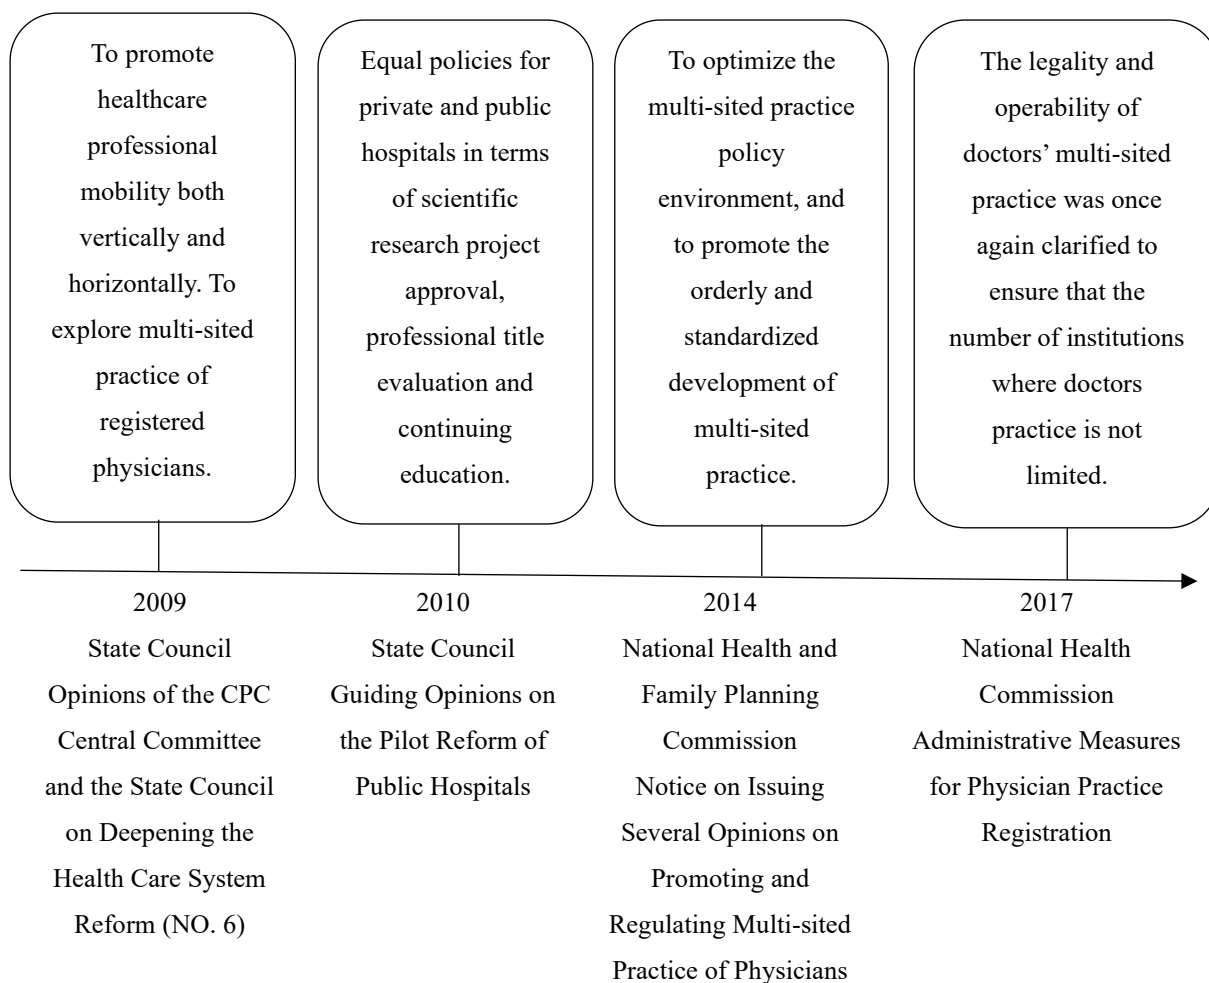 To promote
healthcare
professional
mobility both
vertically and
horizontally. To
explore multi-sited
practice of
registered
physicians.
Equal policies for
private and public
hospitals in terms
of scientific
research project
approval,
professional title
evaluation and
continuing
education.
To optimize the
multi-sited practice
policy
environment, and
to promote the
orderly and
standardized
development of
multi-sited
practice.
The legality and
operability of
doctors’ multi-sited
practice was once
again clarified to
ensure that the
number of institutions
where doctors
practice is not
limited.
2009
State Council
Opinions of the CPC
Central Committee
and the State Council
on Deepening the
Health Care System
Reform (NO. 6)
2010
State Council
Guiding Opinions on
the Pilot Reform of
Public Hospitals
2014
National Health and
Family Planning
Commission
Notice on Issuing
Several Opinions on
Promoting and
Regulating Multi-sited
Practice of Physicians
2017
National Health
Commission
Administrative Measures
for Physician Practice
Registration